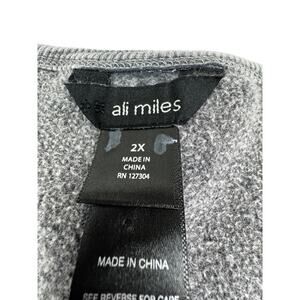 ali miles
2X
MADE IN
CHINA
RN 127304
MADE IN CHINA
SEE REVERSE FOR CARE